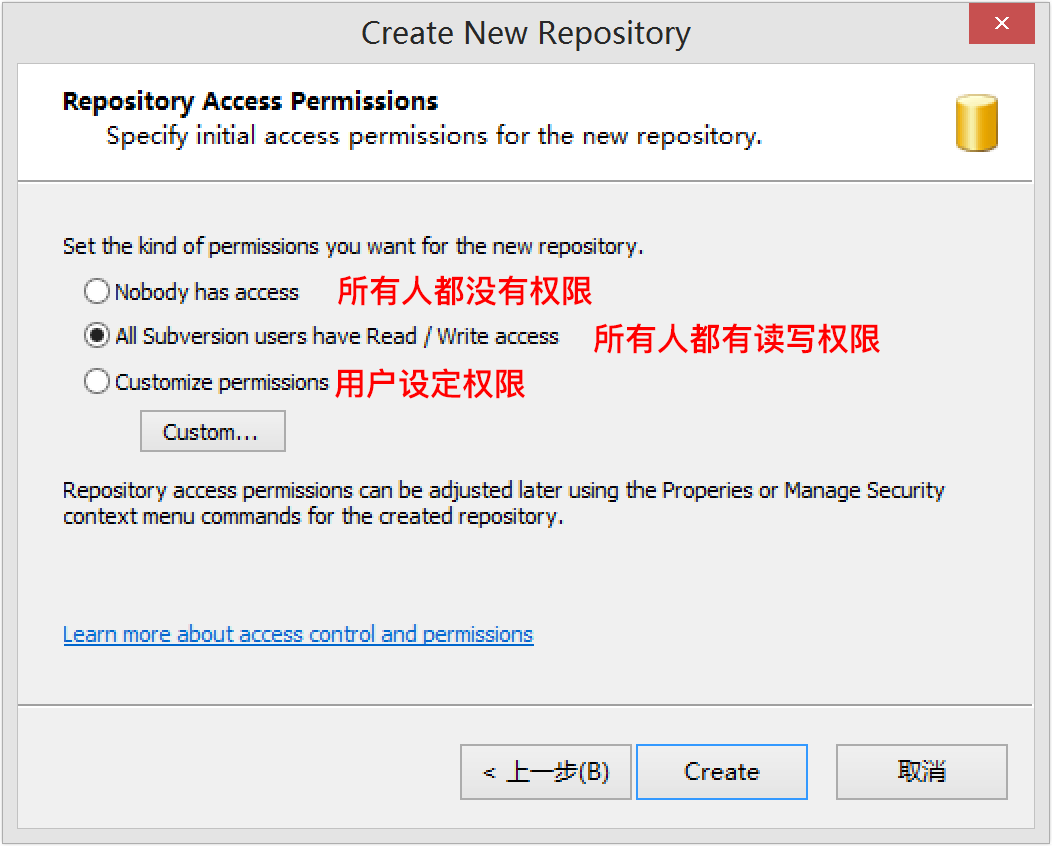 Create New Repository
Repository Access Permissions
Specify initial access permissions for the new repository.
Set the kind of permissions you want for the new repository.
Nobody has access 所有人都没有权限
All Subversion users have Read / Write access 所有人都有读写权限
Customize permissions 用户设定权限
Custom...
Repository access permissions can be adjusted later using the Properies or Manage Security
context menu commands for the created repository.
Learn more about access control and permissions
< 上一步(B) Create 取消